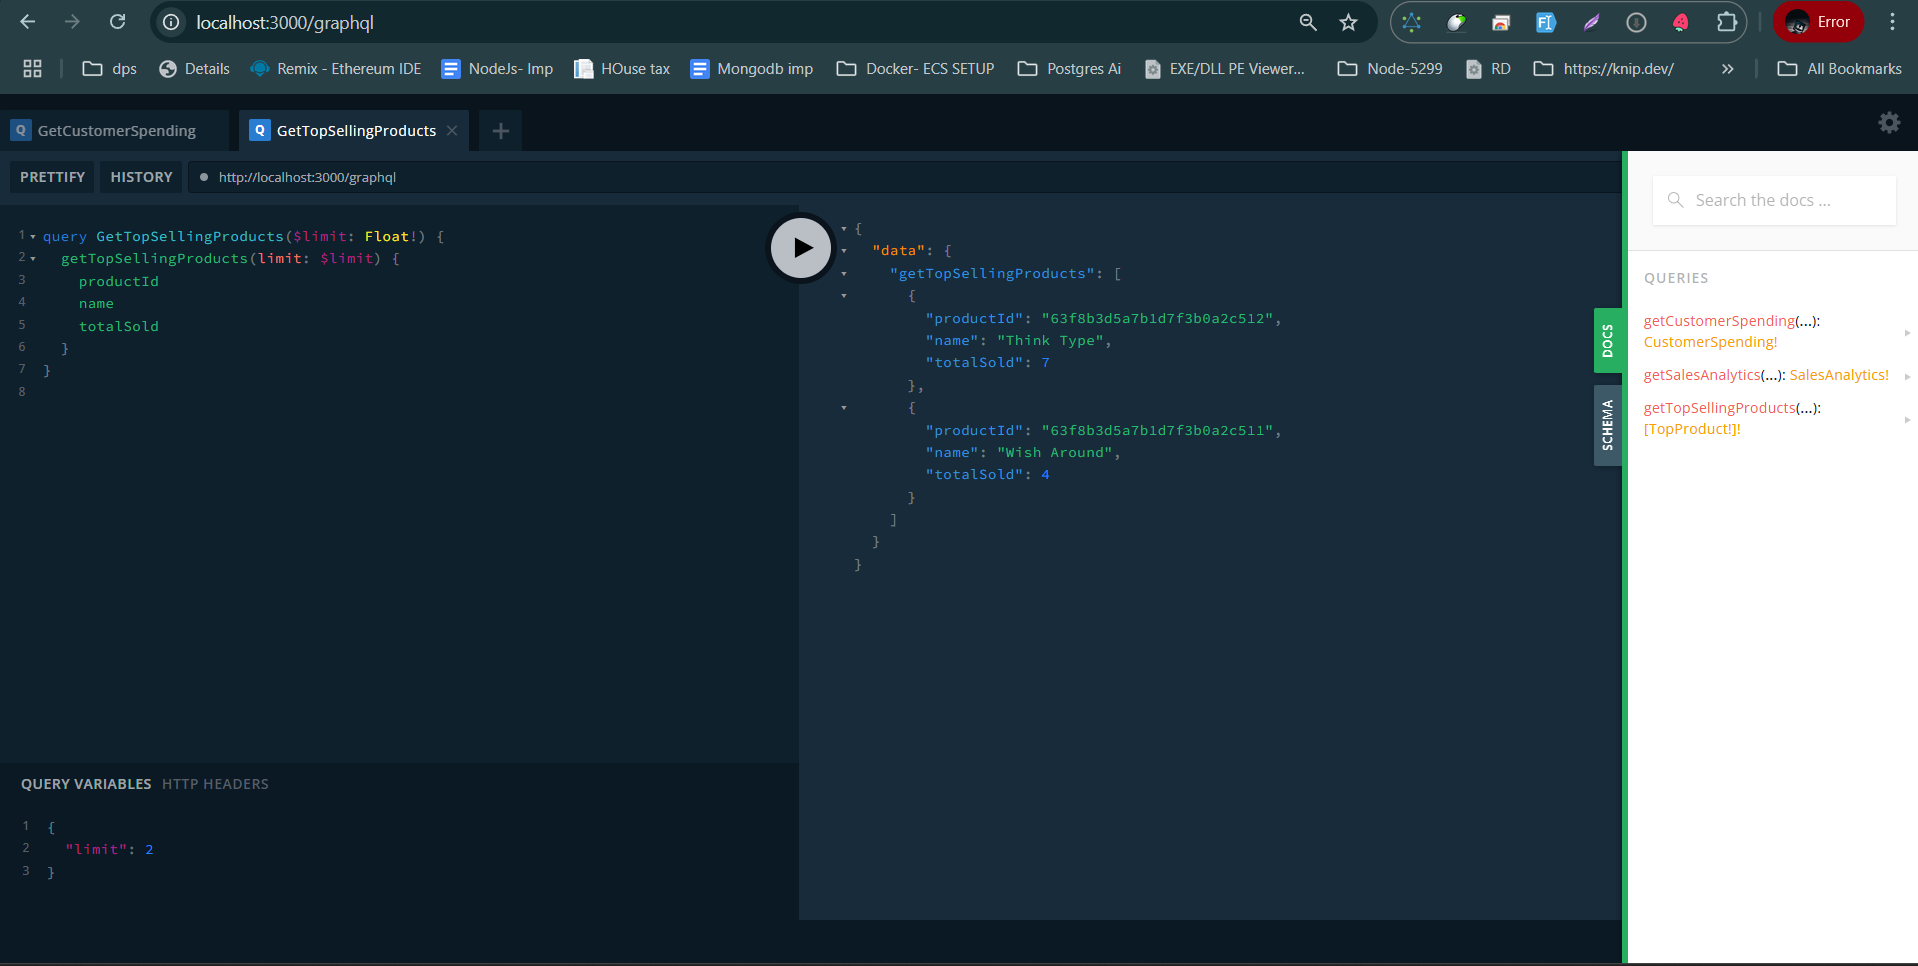 localhost:3000/graphql
Error
dps
Details
Remix - Ethereum IDE
NodeJs- Imp
HOuse tax
Mongodb imp
Docker- ECS SETUP
Postgres Ai
EXE/DLL PE Viewer...
Node-5299
RD
https://knip.dev/
»
All Bookmarks
Q GetCustomerSpending
Q GetTopSellingProducts
PRETTIFY
HISTORY
http://localhost:3000/graphql
1 query GetTopSellingProducts($limit: Float!) {
2 getTopSellingProducts(limit: $limit) {
3 productId
4 name
5 totalSold
6 }
7 }
8
QUERY VARIABLES HTTP HEADERS
1 {
2 "limit": 2
3 }
{
"data": {
"getTopSellingProducts": [
{
"productId": "63f8b3d5a7b1d7f3b0a2c512",
"name": "Think Type",
"totalSold": 7
},
{
"productId": "63f8b3d5a7b1d7f3b0a2c511",
"name": "Wish Around",
"totalSold": 4
}
]
}
}
DOCS
SCHEMA
Search the docs ...
QUERIES
getCustomerSpending(...):
CustomerSpending!
getSalesAnalytics(...): SalesAnalytics!
getTopSellingProducts(...):
[TopProduct!]!